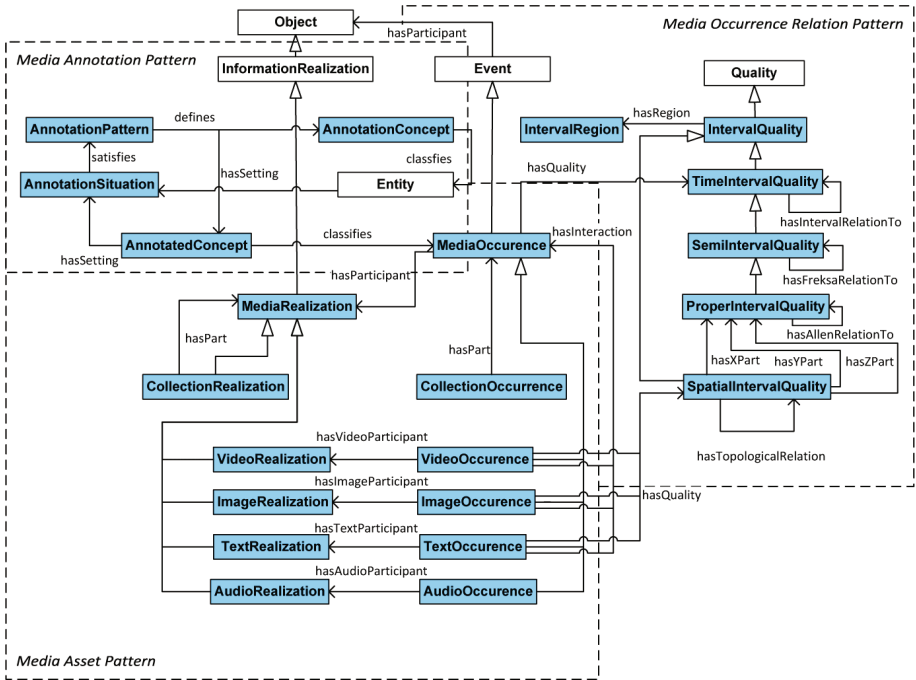 Object
hasParticipant
Media Occurrence Relation Pattern
Media Annotation Pattern
InformationRealization
Event
Quality
hasRegion
AnnotationPattern
defines
AnnotationConcept
IntervalRegion
IntervalQuality
satisfies
hasSetting
classfies
hasQuality
AnnotationSituation
Entity
TimeIntervalQuality
hasIntervalRelationTo
AnnotatedConcept
classifies
MediaOccurence
hasInteraction
SemiIntervalQuality
hasSetting
hasParticipant
hasFreksaRelationTo
MediaRealization
ProperIntervalQuality
hasPart
hasPart
hasAllenRelationTo
hasXPart
hasYPart
hasZPart
CollectionRealization
CollectionOccurrence
SpatialIntervalQuality
hasVideoParticipant
hasTopologicalRelation
VideoRealization
VideoOccurence
hasImageParticipant
hasQuality
ImageRealization
ImageOccurence
hasTextParticipant
TextRealization
TextOccurence
hasAudioParticipant
AudioRealization
AudioOccurence
Media Asset Pattern